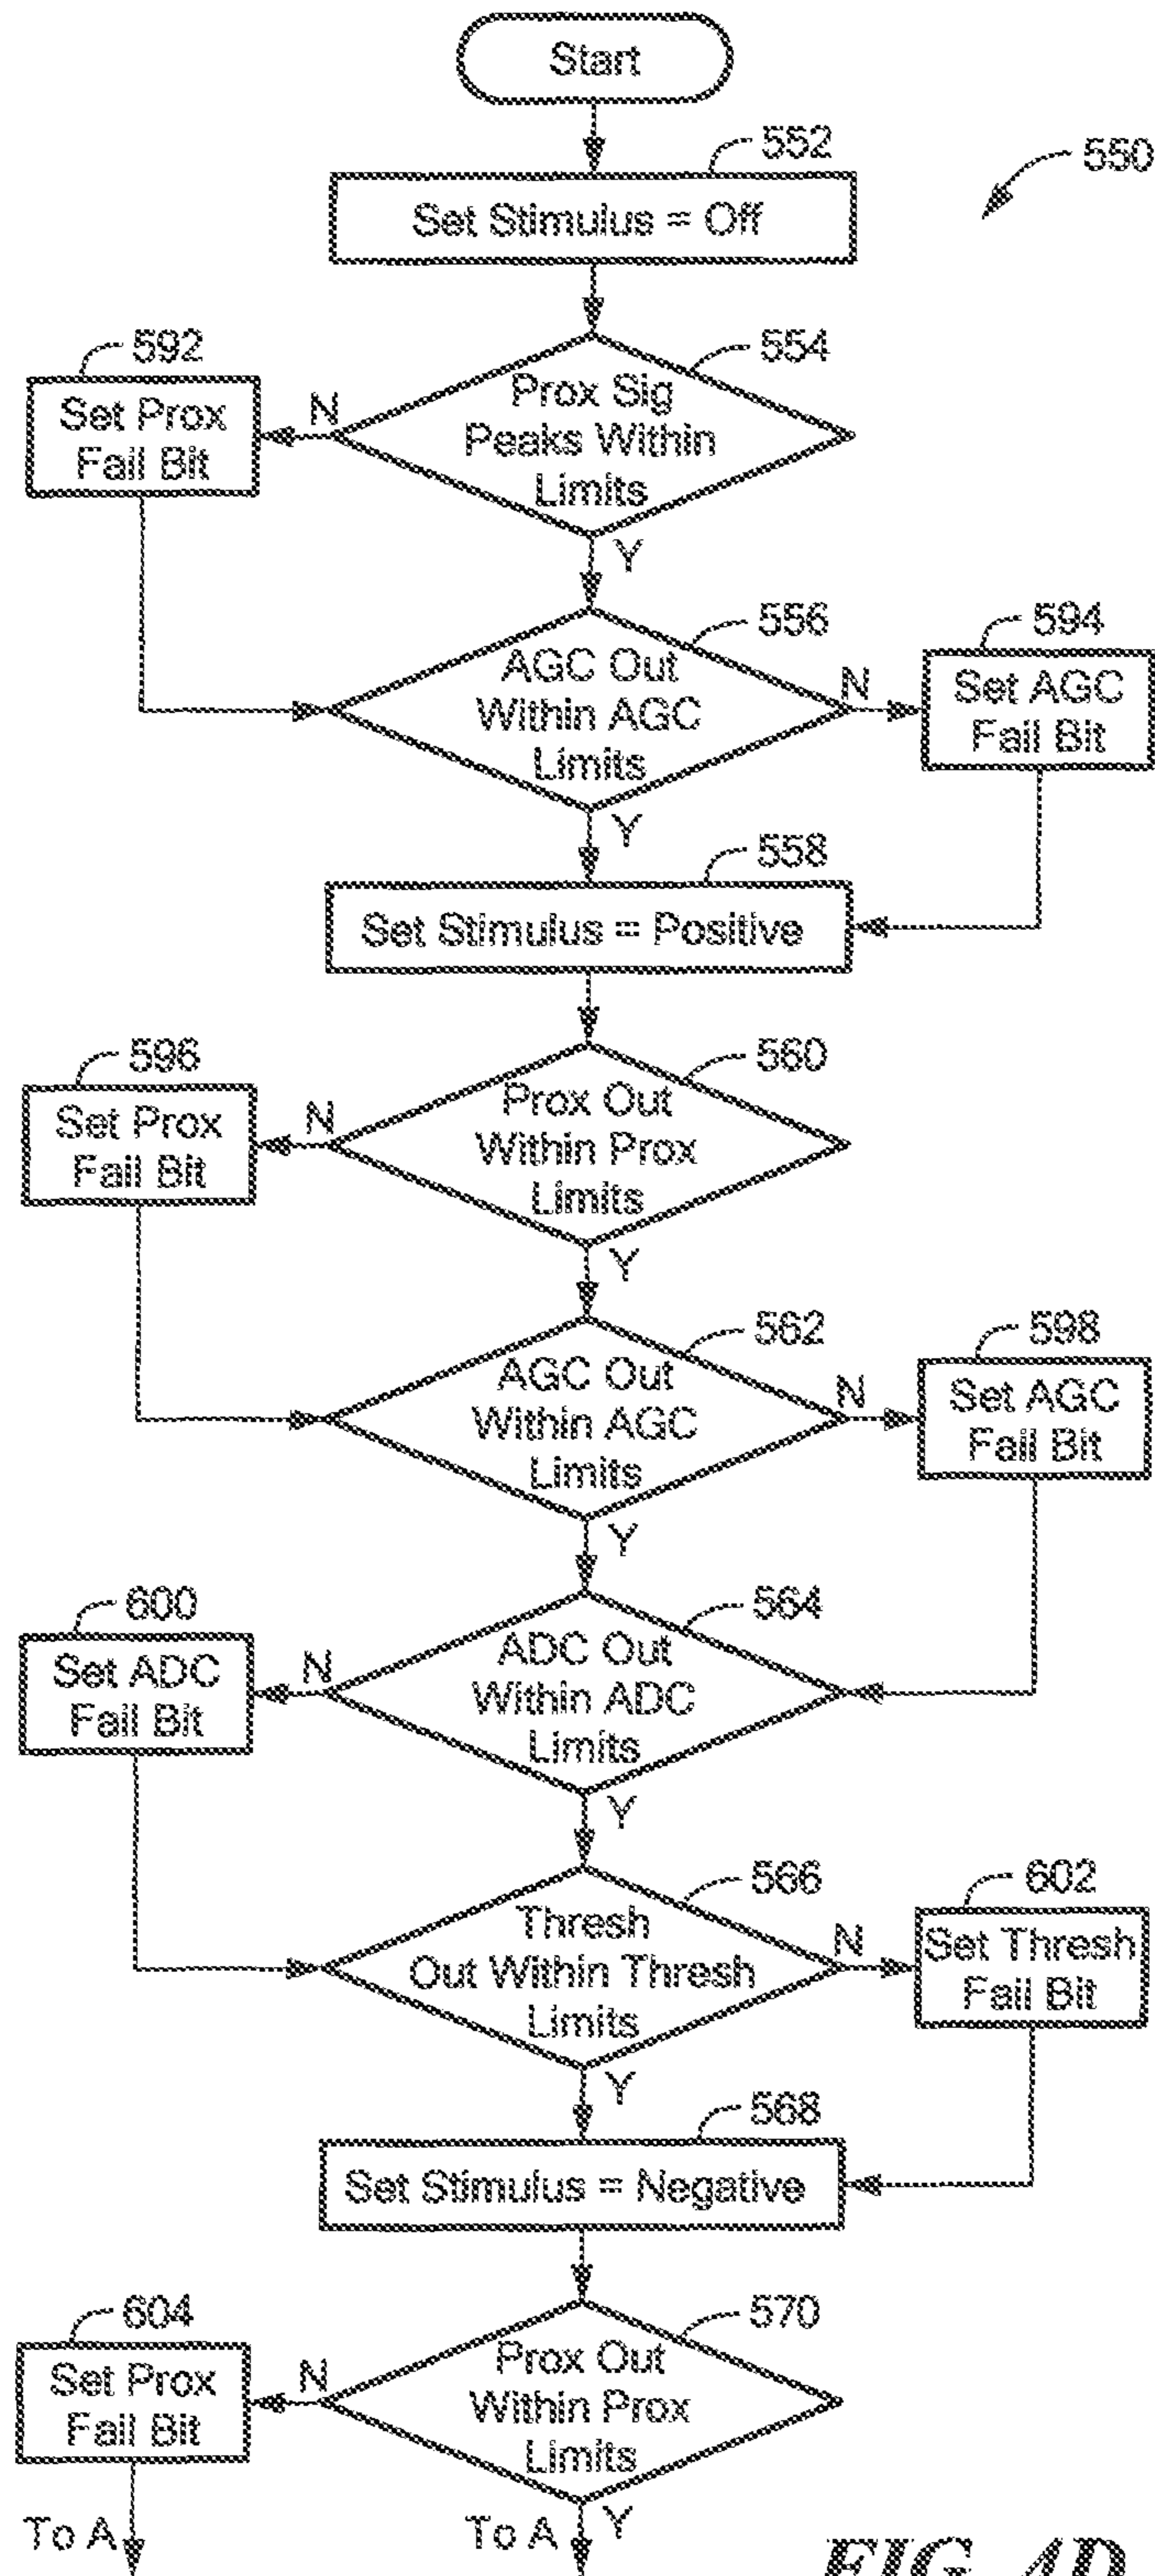 Start
552
550
Set Stimulus = Off
592
554
Set Prox
Fail Bit
N
Prox Sig
Peaks Within
Limits
Y
556
594
AGC Out
Within AGC
Limits
N
Set AGC
Fail Bit
Y
558
Set Stimulus = Positive
596
560
Set Prox
Fail Bit
N
Prox Out
Within Prox
Limits
Y
562
598
AGC Out
Within AGC
Limits
N
Set AGC
Fail Bit
Y
600
564
Set ADC
Fail Bit
N
ADC Out
Within ADC
Limits
Y
566
602
Thresh
Out Within Thresh
Limits
N
Set Thresh
Fail Bit
Y
568
Set Stimulus = Negative
604
570
Set Prox
Fail Bit
N
Prox Out
Within Prox
Limits
To A
To A
Y
FIG. 4D